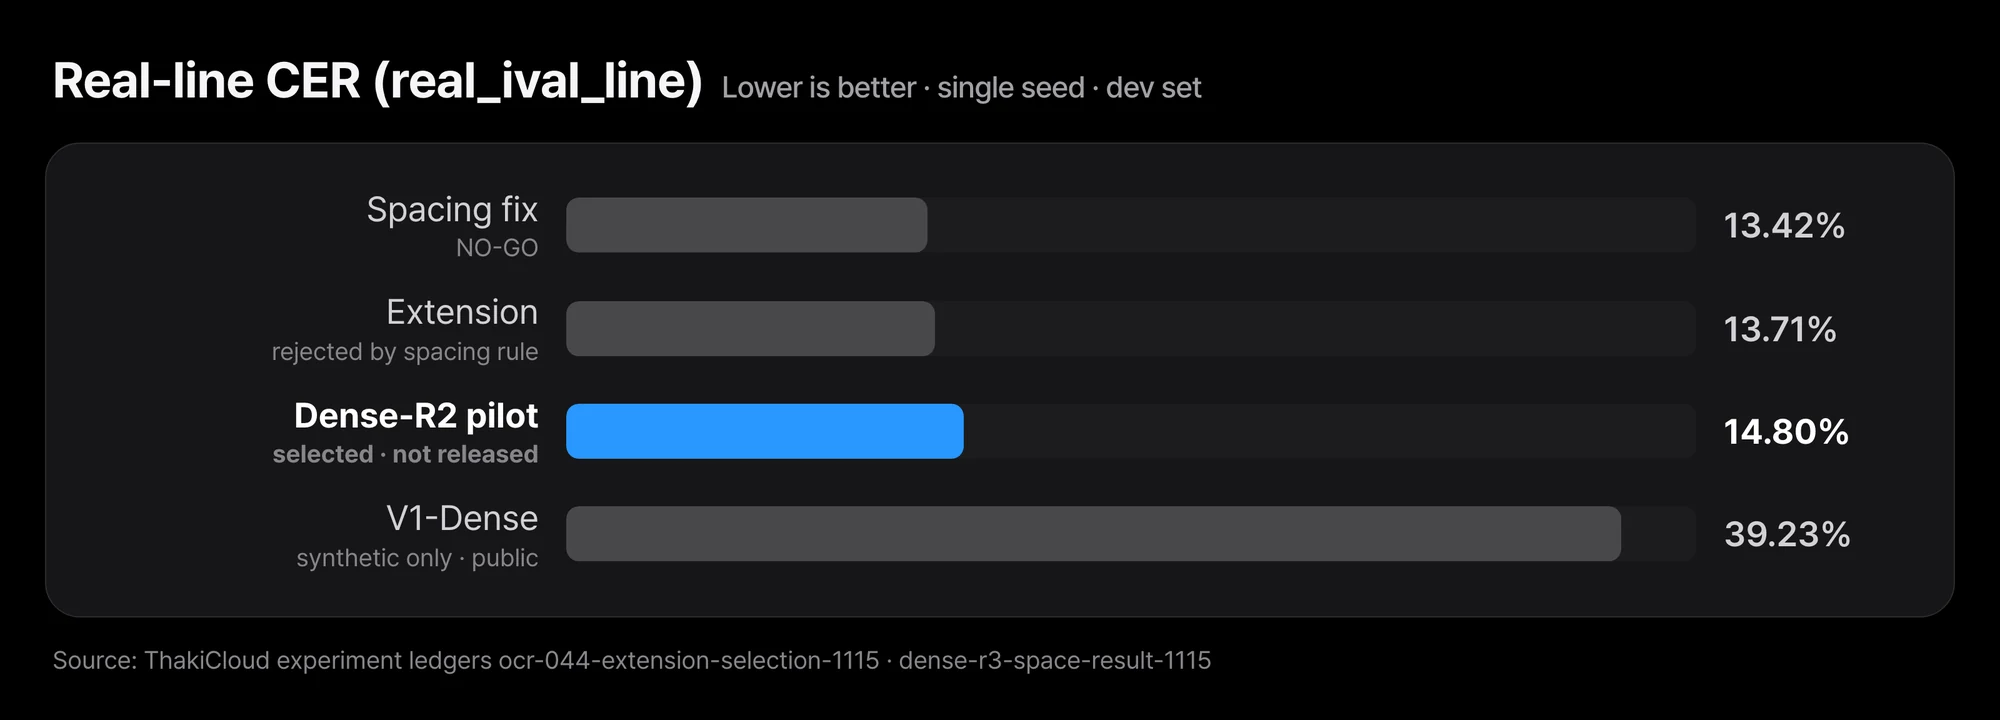 Real-line CER (real_ival_line) Lower is better · single seed · dev set
Spacing fix
NO-GO
13.42%
Extension
rejected by spacing rule
13.71%
Dense-R2 pilot
selected · not released
14.80%
V1-Dense
synthetic only · public
39.23%
Source: ThakiCloud experiment ledgers ocr-044-extension-selection-1115 · dense-r3-space-result-1115